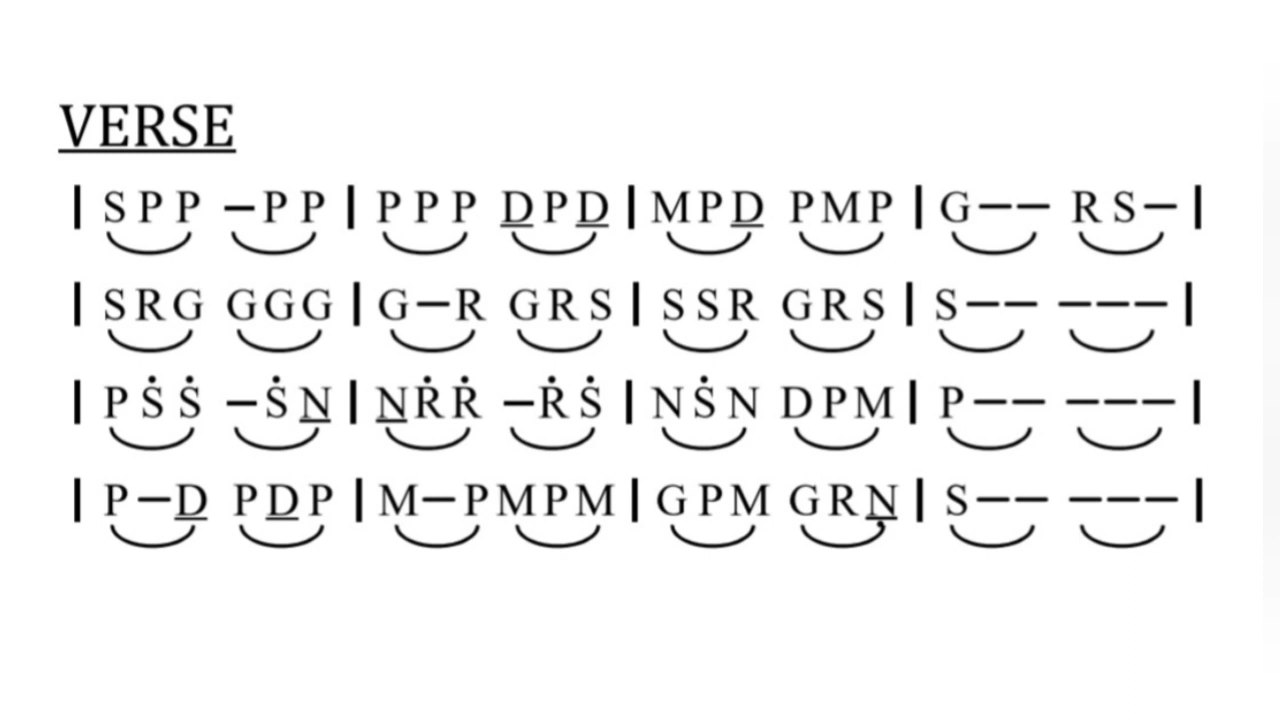 VERSE
| S P P –P P | P P P D̲ P D̲ | M P D̲ P M P | G–– R S– |
| S R G G G G | G–R G R S | S S R G R S | S–– ––– |
| P Ṡ Ṡ –Ṡ N̲ | N̲ Ṙ Ṙ –Ṙ Ṡ | N Ṡ N D P M | P–– ––– |
| P–D̲ P D̲ P | M–P M P M | G P M G R Ṇ̲ | S–– ––– |